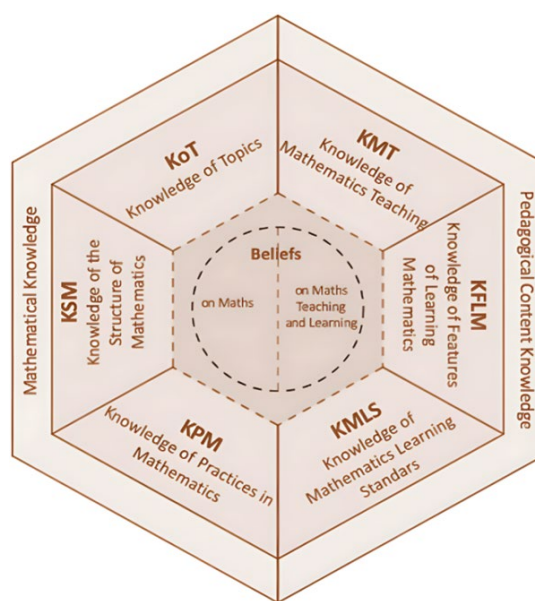 KoT
Knowledge of Topics
KMT
Knowledge of
Mathematics Teaching
Mathematical Knowledge
KSM
Knowledge of the
Structure of
Mathematics
Beliefs
on Maths
on Maths
Teaching
and Learning
KFLM
Knowledge of Features
of Learning
Mathematics
Pedagogical Content Knowledge
KPM
Knowledge of Practices in
Mathematics
KMLS
Knowledge of
Mathematics Learning
Standars